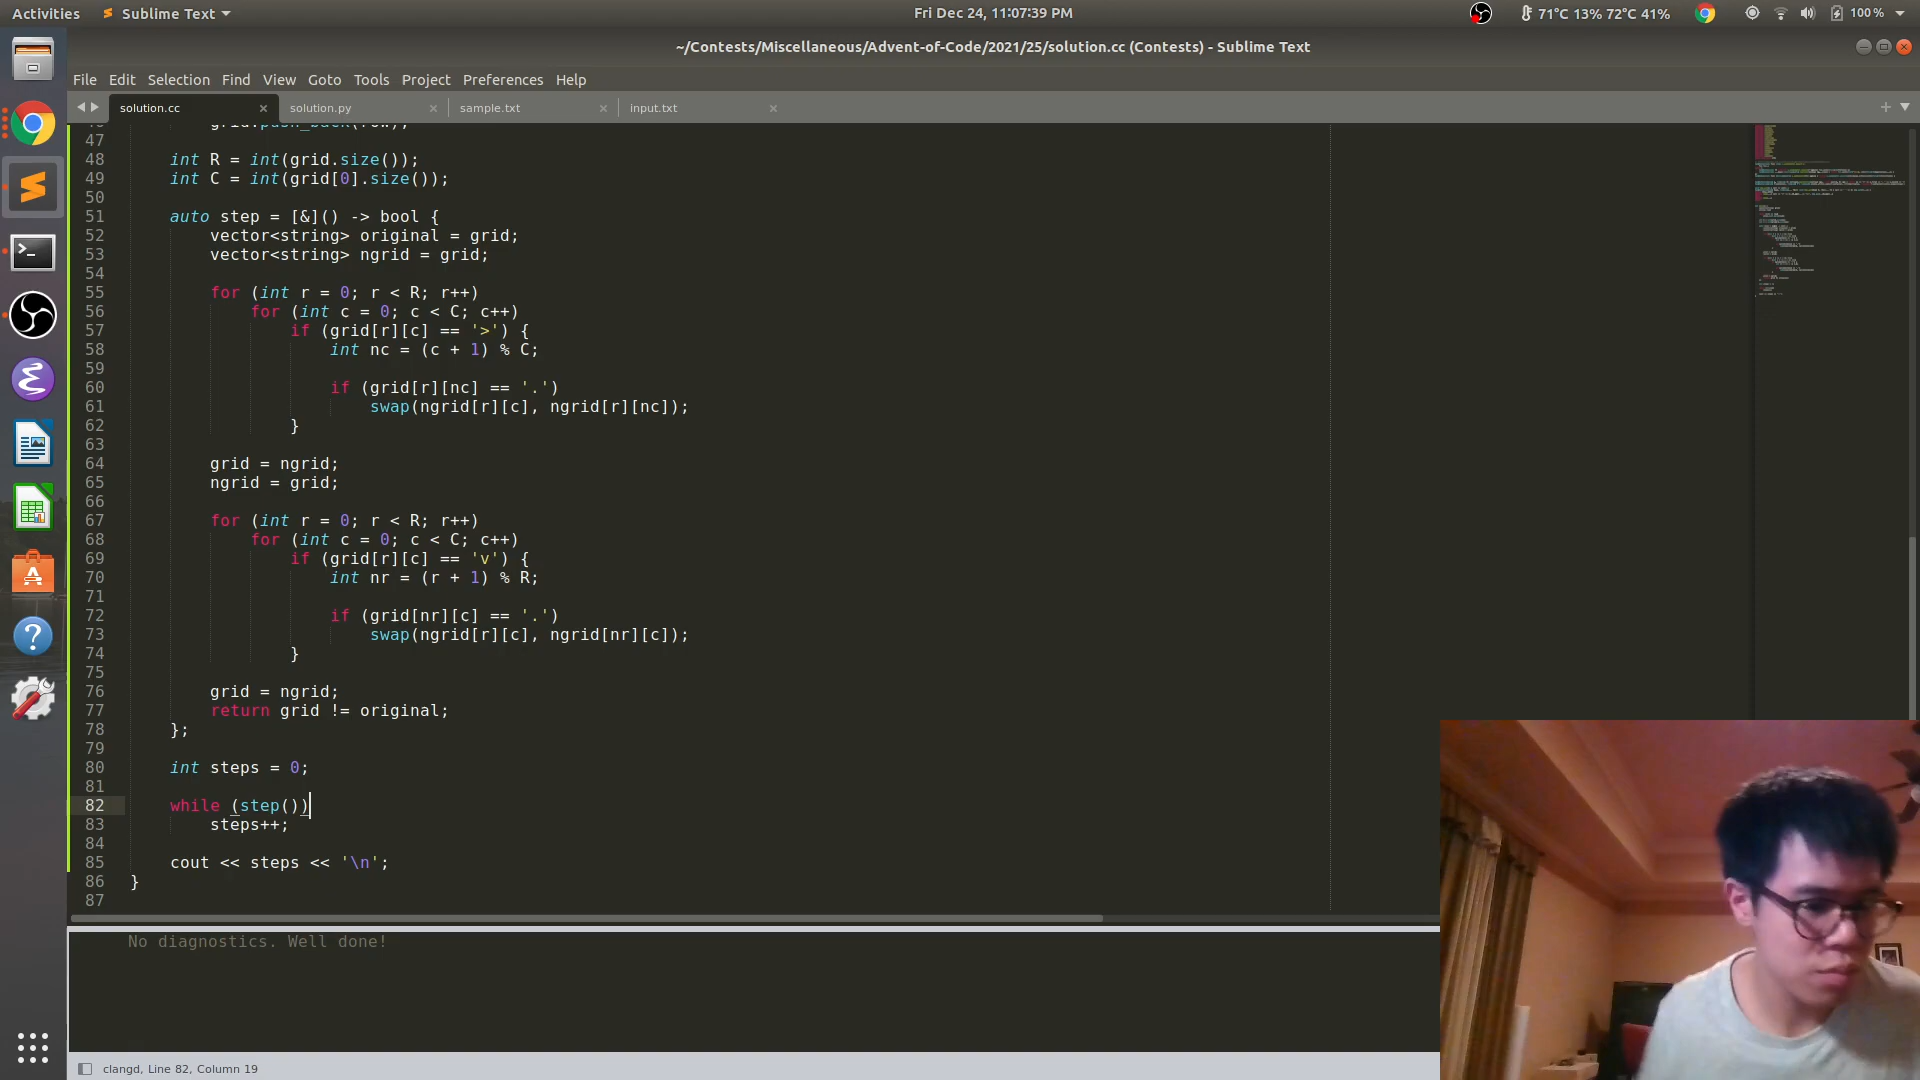 Activities
Sublime Text
Fri Dec 24, 11:07:39 PM
71°C 13% 72°C 41%
100 %
~/Contests/Miscellaneous/Advent-of-Code/2021/25/solution.cc (Contests) - Sublime Text
File Edit Selection Find View Goto Tools Project Preferences Help
solution.cc
solution.py
sample.txt
input.txt
47
48 int R = int(grid.size());
49 int C = int(grid[0].size());
50
51 auto step = [&]() -> bool {
52 vector<string> original = grid;
53 vector<string> ngrid = grid;
54
55 for (int r = 0; r < R; r++)
56 for (int c = 0; c < C; c++)
57 if (grid[r][c] == '>') {
58 int nc = (c + 1) % C;
59
60 if (grid[r][nc] == '.')
61 swap(ngrid[r][c], ngrid[r][nc]);
62 }
63
64 grid = ngrid;
65 ngrid = grid;
66
67 for (int r = 0; r < R; r++)
68 for (int c = 0; c < C; c++)
69 if (grid[r][c] == 'v') {
70 int nr = (r + 1) % R;
71
72 if (grid[nr][c] == '.')
73 swap(ngrid[r][c], ngrid[nr][c]);
74 }
75
76 grid = ngrid;
77 return grid != original;
78 };
79
80 int steps = 0;
81
82 while (step())
83 steps++;
84
85 cout << steps << '\n';
86 }
87
No diagnostics. Well done!
clangd, Line 82, Column 19